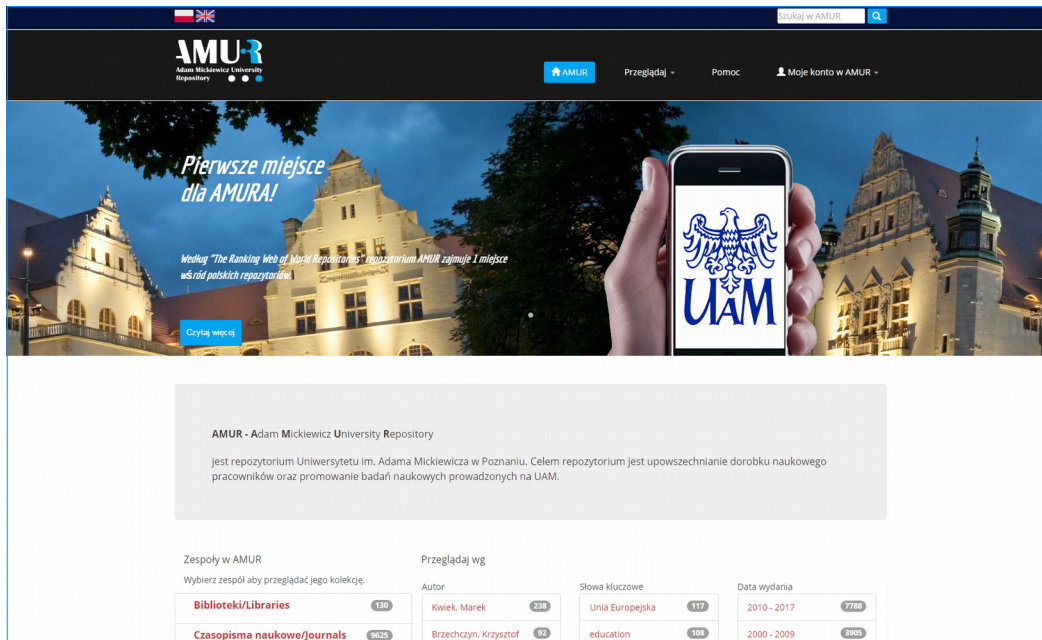 Szukaj w AMUR
AMUR
Adam Mickiewicz University
Repository
AMUR
Przeglądaj
Pomoc
Moje konto w AMUR
Pierwsze miejsce
dla AMURA!
Według "The Ranking Web of World Repositories" repozytorium AMUR zajmuje 1 miejsce
wśród polskich repozytoriów.
Czytaj więcej
UAM
AMUR - Adam Mickiewicz University Repository
jest repozytorium Uniwersytetu im. Adama Mickiewicza w Poznaniu. Celem repozytorium jest upowszechnianie dorobku naukowego
pracowników oraz promowanie badań naukowych prowadzonych na UAM.
Zespoły w AMUR
Wybierz zespół aby przeglądać jego kolekcję.
Biblioteki/Libraries 130
Czasopisma naukowe/Journals 9625
Przeglądaj wg
Autor
Kwiek, Marek 238
Brzechczyn, Krzysztof 92
Słowa kluczowe
Unia Europejska 117
education 108
Data wydania
2010 - 2017 7788
2000 - 2009 3905